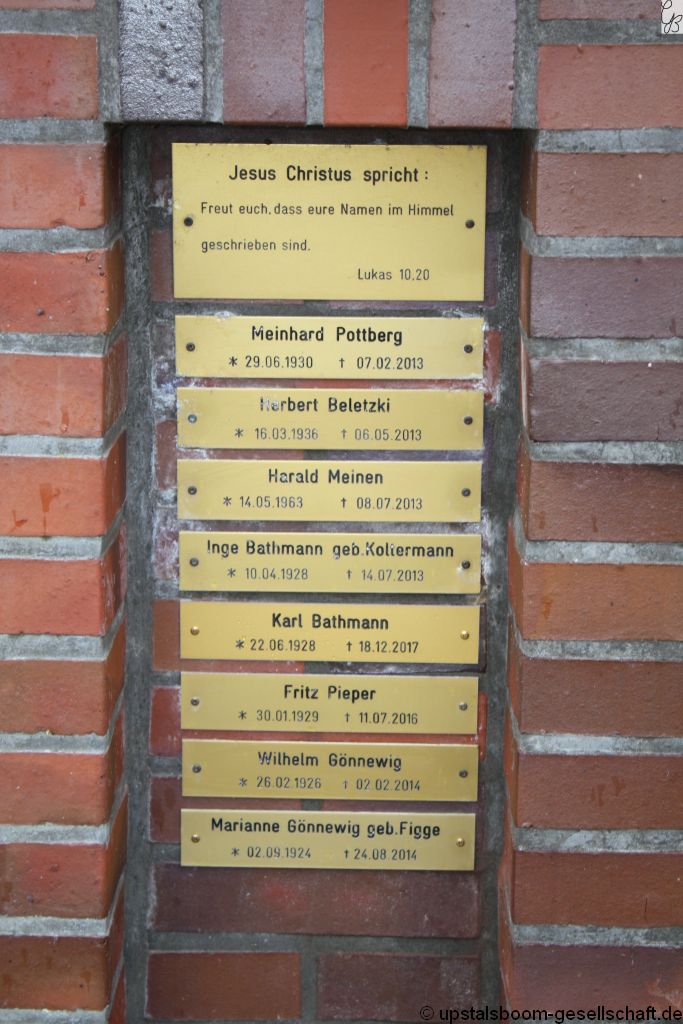 GB
Jesus Christus spricht :
Freut euch, dass eure Namen im Himmel
geschrieben sind.
Lukas 10,20
Meinhard Pottberg
* 29.06.1930 † 07.02.2013
Herbert Beletzki
* 16.03.1936 † 06.05.2013
Harald Meinen
* 14.05.1963 † 08.07.2013
Inge Bathmann geb.Koltermann
* 10.04.1928 † 14.07.2013
Karl Bathmann
* 22.06.1928 † 18.12.2017
Fritz Pieper
* 30.01.1929 † 11.07.2016
Wilhelm Gönnewig
* 26.02.1926 † 02.02.2014
Marianne Gönnewig geb.Figge
* 02.09.1924 † 24.08.2014
© upstalsboom-gesellschaft.de